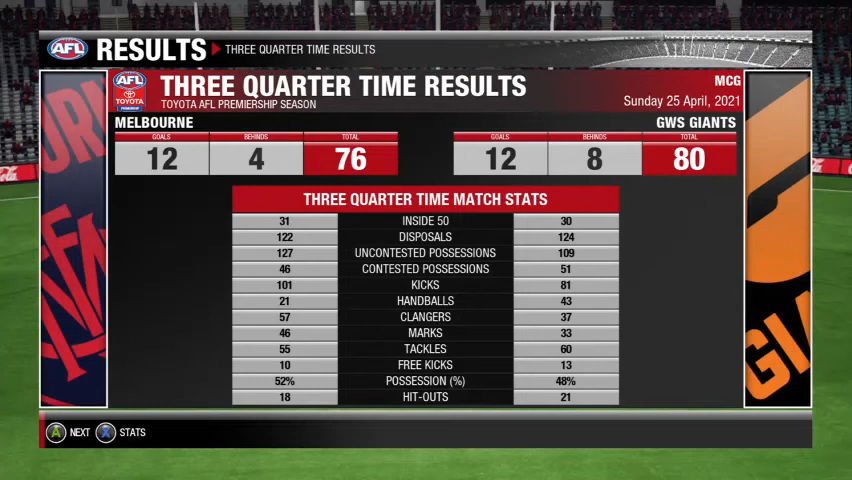 AFL RESULTS THREE QUARTER TIME RESULTS
AFL TOYOTA PREMIERSHIP
THREE QUARTER TIME RESULTS
TOYOTA AFL PREMIERSHIP SEASON
MCG
Sunday 25 April, 2021
MELBOURNE GWS GIANTS
GOALS BEHINDS TOTAL GOALS BEHINDS TOTAL
12 4 76 12 8 80
THREE QUARTER TIME MATCH STATS
31 INSIDE 50 30
122 DISPOSALS 124
127 UNCONTESTED POSSESSIONS 109
46 CONTESTED POSSESSIONS 51
101 KICKS 81
21 HANDBALLS 43
57 CLANGERS 37
46 MARKS 33
55 TACKLES 60
10 FREE KICKS 13
52% POSSESSION (%) 48%
18 HIT-OUTS 21
A NEXT X STATS